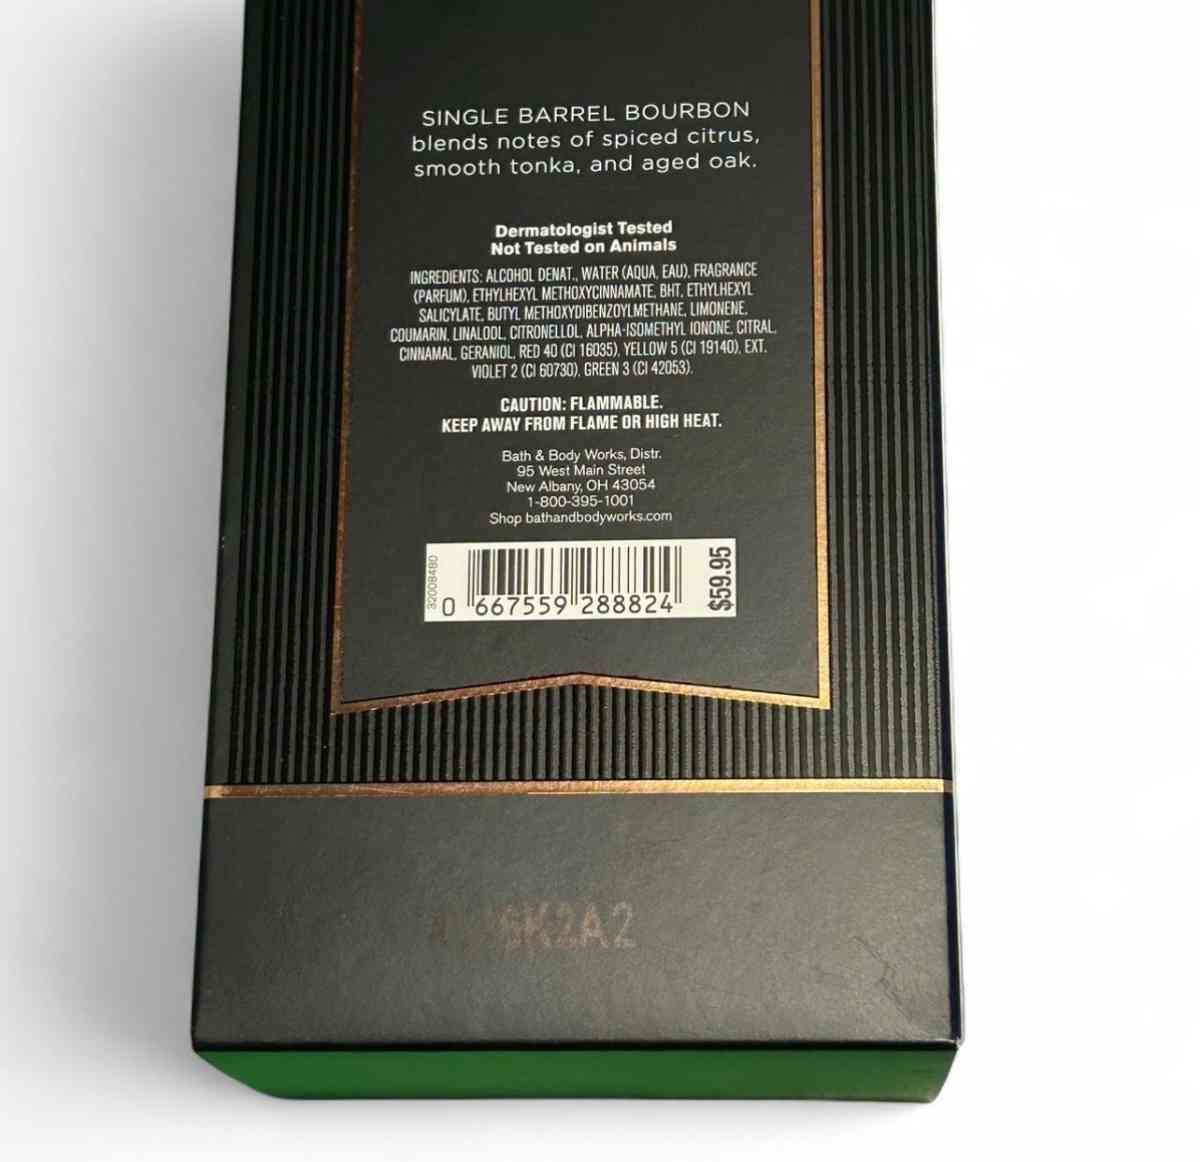 SINGLE BARREL BOURBON
blends notes of spiced citrus,
smooth tonka, and aged oak.
Dermatologist Tested
Not Tested on Animals
INGREDIENTS: ALCOHOL DENAT., WATER (AQUA, EAU), FRAGRANCE
(PARFUM), ETHYLHEXYL METHOXYCINNAMATE, BHT, ETHYLHEXYL
SALICYLATE, BUTYL METHOXYDIBENZOYLMETHANE, LIMONENE,
COUMARIN, LINALOOL, CITRONELLOL, ALPHA-ISOMETHYL IONONE, CITRAL,
CINNAMAL, GERANIOL, RED 40 (CI 16035), YELLOW 5 (CI 19140), EXT.
VIOLET 2 (CI 60730), GREEN 3 (CI 42053).
CAUTION: FLAMMABLE.
KEEP AWAY FROM FLAME OR HIGH HEAT.
Bath & Body Works, Distr.
95 West Main Street
New Albany, OH 43054
1-800-395-1001
Shop bathandbodyworks.com
32008480
0 667559 288824
$59.95